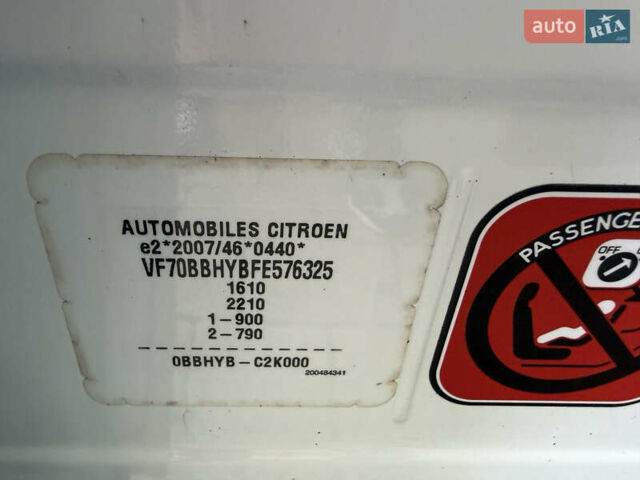 auto RIA.com
AUTOMOBILES CITROEN
e2*2007/46*0440*
VF70BBHYBFE576325
1610
2210
1-900
2-790
0BBHYB-C2K000
200484341
PASSENGE
OFF